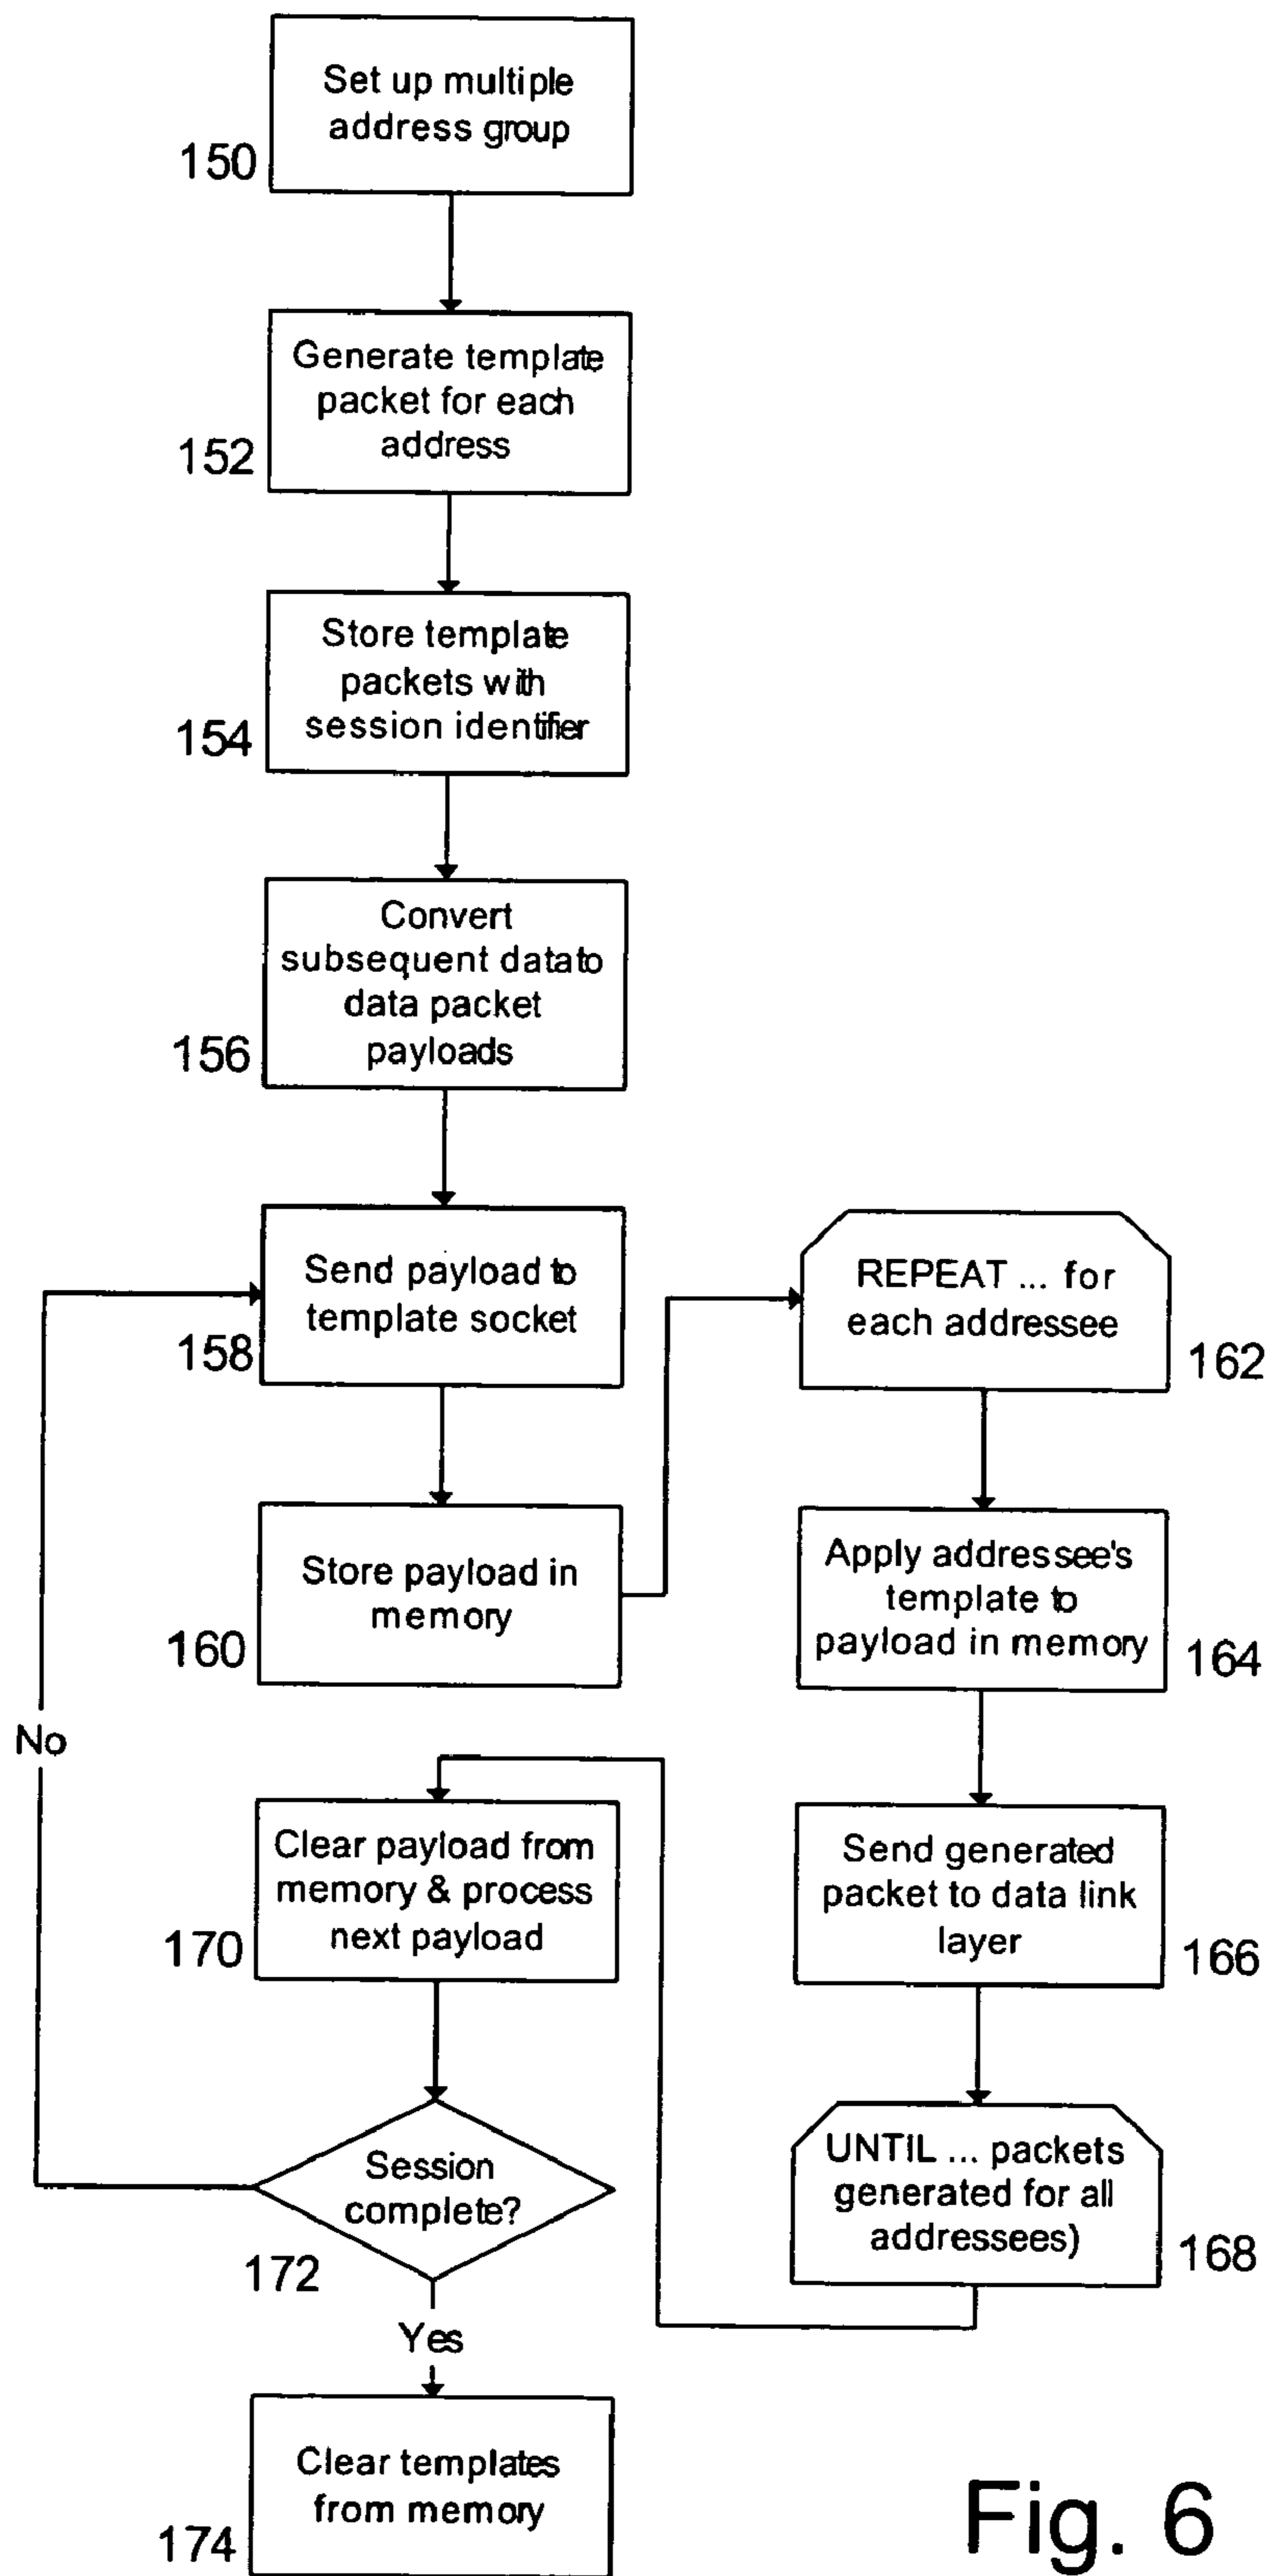 Set up multiple
address group
150
Generate template
packet for each
address
152
Store template
packets with
session identifier
154
Convert
subsequent data to
data packet
payloads
156
Send payload to
template socket
158
Store payload in
memory
160
REPEAT ... for
each addressee
162
Apply addressee's
template to
payload in memory
164
Send generated
packet to data link
layer
166
UNTIL ... packets
generated for all
addressees)
168
Clear payload from
memory & process
next payload
170
Session
complete?
172
No
Yes
Clear templates
from memory
174
Fig. 6